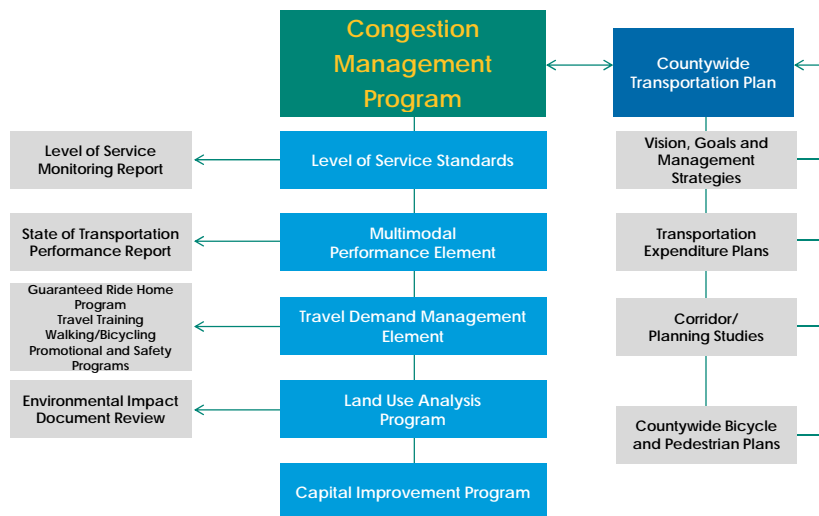 Congestion
Management
Program
Countywide
Transportation Plan
Level of Service
Monitoring Report
Level of Service Standards
Vision, Goals and
Management
Strategies
State of Transportation
Performance Report
Multimodal
Performance Element
Transportation
Expenditure Plans
Guaranteed Ride Home
Program
Travel Training
Walking/Bicycling
Promotional and Safety
Programs
Travel Demand Management
Element
Corridor/
Planning Studies
Environmental Impact
Document Review
Land Use Analysis
Program
Countywide Bicycle
and Pedestrian Plans
Capital Improvement Program